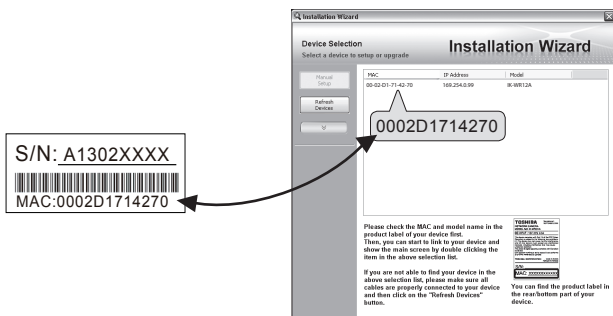 Installation Wizard
Device Selection
Select a device to setup or upgrade
Installation Wizard
Manual
Setup
Refresh
Devices
MAC IP Address Model
00-02-D1-71-42-70 169.254.0.99 IK-WR12A
0002D1714270
S/N: A1302XXXX
MAC:0002D1714270
Please check the MAC and model name in the
product label of your device first.
Then, you can start to link to your device and
show the main screen by double clicking the
item in the above selection list.
If you are not able to find your device in the
above selection list, please make sure all
cables are properly connected to your device
and then click on the "Refresh Devices"
button.
TOSHIBA
S/N:
MAC: XXXXXXXXXXXX
You can find the product label in
the rear/bottom part of your
device.